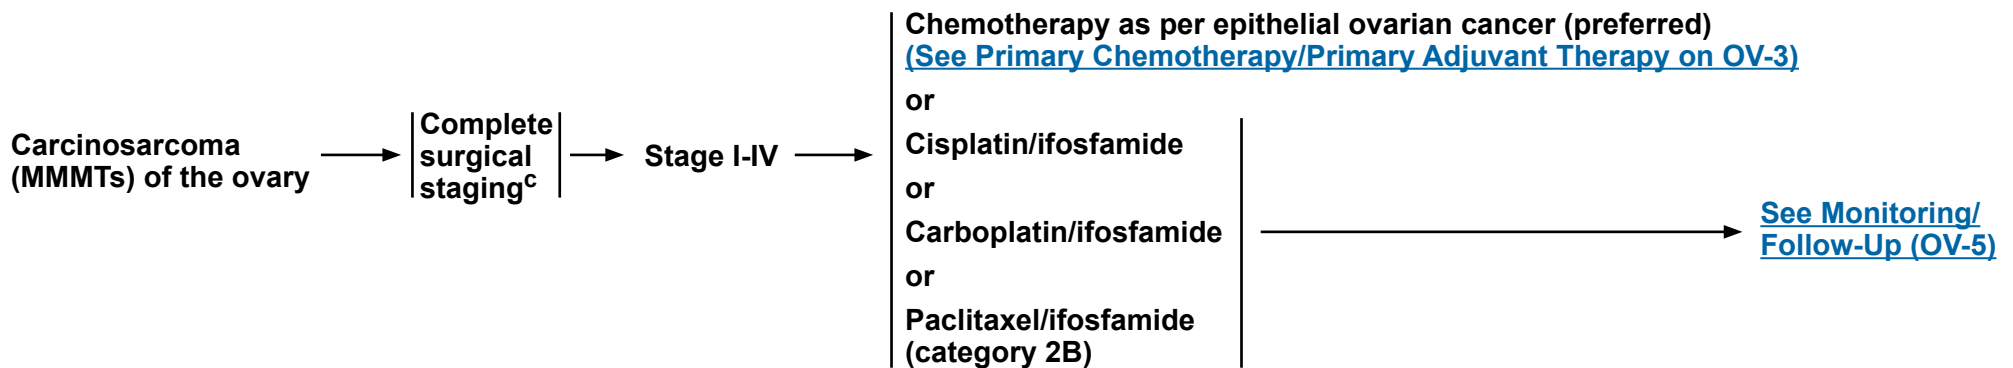 Carcinosarcoma
(MMMTs) of the ovary
Complete
surgical
staging^c
Stage I-IV
Chemotherapy as per epithelial ovarian cancer (preferred)
(See Primary Chemotherapy/Primary Adjuvant Therapy on OV-3)
or
Cisplatin/ifosfamide
or
Carboplatin/ifosfamide
or
Paclitaxel/ifosfamide
(category 2B)
See Monitoring/
Follow-Up (OV-5)